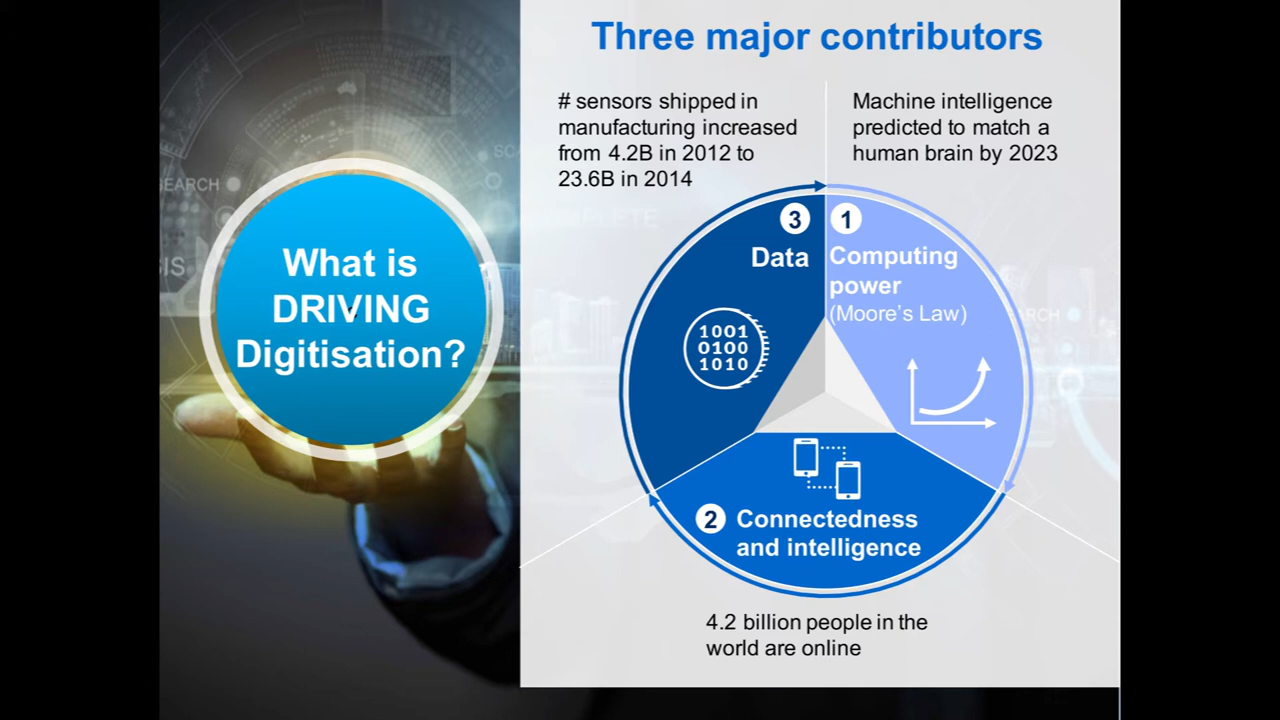 Three major contributors
# sensors shipped in
manufacturing increased
from 4.2B in 2012 to
23.6B in 2014
Machine intelligence
predicted to match a
human brain by 2023
What is
DRIVING
Digitisation?
3
Data
1001
0100
1010
1
Computing
power
(Moore's Law)
2
Connectedness
and intelligence
4.2 billion people in the
world are online
EARCH